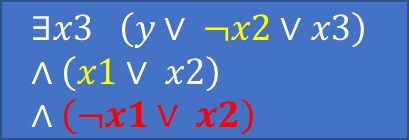 ∃x3 (y ∨ ¬x2 ∨ x3)
∧ (x1 ∨ x2)
∧ (¬x1 ∨ x2)